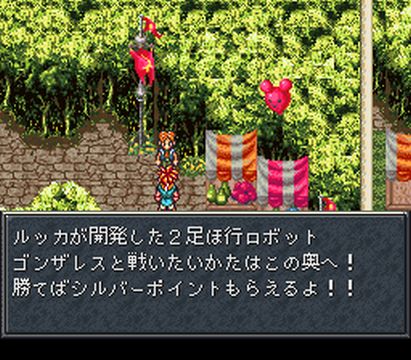 ルッカが開発した２足ほ行ロボット
ゴンザレスと戦いたいかたはこの奥へ！
勝てばシルバーポイントもらえるよ！！